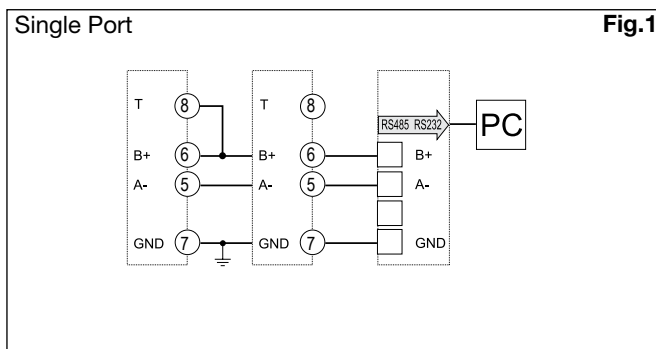 Single Port Fig.1
T 8 T 8
RS485 RS232 PC
B+ 6 B+ 6 B+
A- 5 A- 5 A-
GND 7 GND 7 GND